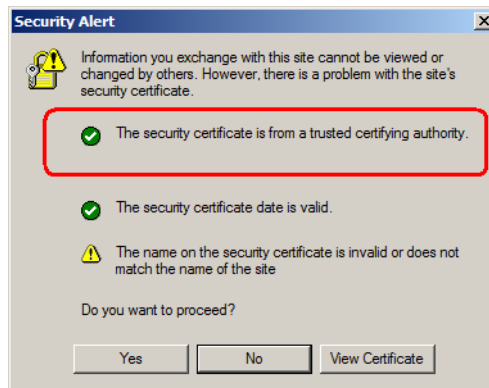 Security Alert
Information you exchange with this site cannot be viewed or
changed by others. However, there is a problem with the site's
security certificate.
The security certificate is from a trusted certifying authority.
The security certificate date is valid.
The name on the security certificate is invalid or does not
match the name of the site
Do you want to proceed?
Yes No View Certificate